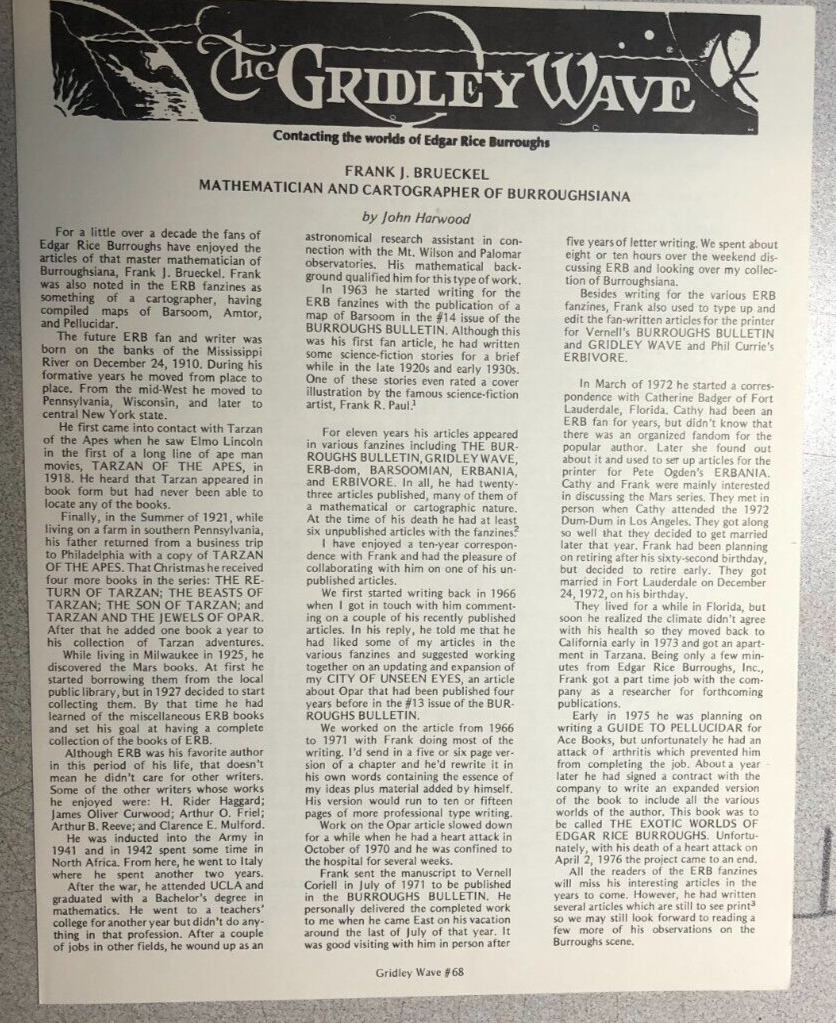 The GRIDLEY WAVE
Contacting the worlds of Edgar Rice Burroughs
FRANK J. BRUECKEL
MATHEMATICIAN AND CARTOGRAPHER OF BURROUGHSIANA
by John Harwood
For a little over a decade the fans of
Edgar Rice Burroughs have enjoyed the
articles of that master mathematician of
Burroughsiana, Frank J. Brueckel. Frank
was also noted in the ERB fanzines as
something of a cartographer, having
compiled maps of Barsoom, Amtor,
and Pellucidar.
The future ERB fan and writer was
born on the banks of the Mississippi
River on December 24, 1910. During his
formative years he moved from place to
place. From the mid-West he moved to
Pennsylvania, Wisconsin, and later to
central New York state.
He first came into contact with Tarzan
of the Apes when he saw Elmo Lincoln
in the first of a long line of ape man
movies, TARZAN OF THE APES, in
1918. He heard that Tarzan appeared in
book form but had never been able to
locate any of the books.
Finally, in the Summer of 1921, while
living on a farm in southern Pennsylvania,
his father returned from a business trip
to Philadelphia with a copy of TARZAN
OF THE APES. That Christmas he received
four more books in the series: THE RE-
TURN OF TARZAN; THE BEASTS OF
TARZAN; THE SON OF TARZAN; and
TARZAN AND THE JEWELS OF OPAR.
After that he added one book a year to
his collection of Tarzan adventures.
While living in Milwaukee in 1925, he
discovered the Mars books. At first he
started borrowing them from the local
public library, but in 1927 decided to start
collecting them. By that time he had
learned of the miscellaneous ERB books
and set his goal at having a complete
collection of the books of ERB.
Although ERB was his favorite author
in this period of his life, that doesn't
mean he didn't care for other writers.
Some of the other writers whose works
he enjoyed were: H. Rider Haggard;
James Oliver Curwood; Arthur O. Friel;
Arthur B. Reeve; and Clarence E. Mulford.
He was inducted into the Army in
1941 and in 1942 spent some time in
North Africa. From here, he went to Italy
where he spent another two years.
After the war, he attended UCLA and
graduated with a Bachelor's degree in
mathematics. He went to a teachers'
college for another year but didn't do any-
thing in that profession. After a couple
of jobs in other fields, he wound up as an
astronomical research assistant in con-
nection with the Mt. Wilson and Palomar
observatories. His mathematical back-
ground qualified him for this type of work.
In 1963 he started writing for the
ERB fanzines with the publication of a
map of Barsoom in the #14 issue of the
BURROUGHS BULLETIN. Although this
was his first fan article, he had written
some science-fiction stories for a brief
while in the late 1920s and early 1930s.
One of these stories even rated a cover
illustration by the famous science-fiction
artist, Frank R. Paul.¹
For eleven years his articles appeared
in various fanzines including THE BUR-
ROUGHS BULLETIN, GRIDLEY WAVE,
ERB-dom, BARSOOMIAN, ERBANIA,
and ERBIVORE. In all, he had twenty-
three articles published, many of them of
a mathematical or cartographic nature.
At the time of his death he had at least
six unpublished articles with the fanzines.²
I have enjoyed a ten-year correspon-
dence with Frank and had the pleasure of
collaborating with him on one of his un-
published articles.
We first started writing back in 1966
when I got in touch with him comment-
ing on a couple of his recently published
articles. In his reply, he told me that he
had liked some of my articles in the
various fanzines and suggested working
together on an updating and expansion of
my CITY OF UNSEEN EYES, an article
about Opar that had been published four
years before in the #13 issue of the BUR-
ROUGHS BULLETIN.
We worked on the article from 1966
to 1971 with Frank doing most of the
writing. I'd send in a five or six page ver-
sion of a chapter and he'd rewrite it in
his own words containing the essence of
my ideas plus material added by himself.
His version would run to ten or fifteen
pages of more professional type writing.
Work on the Opar article slowed down
for a while when he had a heart attack in
October of 1970 and he was confined to
the hospital for several weeks.
Frank sent the manuscript to Vernell
Coriell in July of 1971 to be published
in the BURROUGHS BULLETIN. He
personally delivered the completed work
to me when he came East on his vacation
around the last of July of that year. It
was good visiting with him in person after
five years of letter writing. We spent about
eight or ten hours over the weekend dis-
cussing ERB and looking over my collec-
tion of Burroughsiana.
Besides writing for the various ERB
fanzines, Frank also used to type up and
edit the fan-written articles for the printer
for Vernell's BURROUGHS BULLETIN
and GRIDLEY WAVE and Phil Currie's
ERBIVORE.
In March of 1972 he started a corres-
pondence with Catherine Badger of Fort
Lauderdale, Florida. Cathy had been an
ERB fan for years, but didn't know that
there was an organized fandom for the
popular author. Later she found out
about it and used to set up articles for the
printer for Pete Ogden's ERBANIA.
Cathy and Frank were mainly interested
in discussing the Mars series. They met in
person when Cathy attended the 1972
Dum-Dum in Los Angeles. They got along
so well that they decided to get married
later that year. Frank had been planning
on retiring after his sixty-second birthday,
but decided to retire early. They got
married in Fort Lauderdale on December
24, 1972, on his birthday.
They lived for a while in Florida, but
soon he realized the climate didn't agree
with his health so they moved back to
California early in 1973 and got an apart-
ment in Tarzana. Being only a few min-
utes from Edgar Rice Burroughs, Inc.,
Frank got a part time job with the com-
pany as a researcher for forthcoming
publications.
Early in 1975 he was planning on
writing a GUIDE TO PELLUCIDAR for
Ace Books, but unfortunately he had an
attack of arthritis which prevented him
from completing the job. About a year
later he had signed a contract with the
company to write an expanded version
of the book to include all the various
worlds of the author. This book was to
be called THE EXOTIC WORLDS OF
EDGAR RICE BURROUGHS. Unfortu-
nately, with his death of a heart attack on
April 2, 1976 the project came to an end.
All the readers of the ERB fanzines
will miss his interesting articles in the
years to come. However, he had written
several articles which are still to see print³
so we may still look forward to reading a
few more of his observations on the
Burroughs scene.
Gridley Wave #68